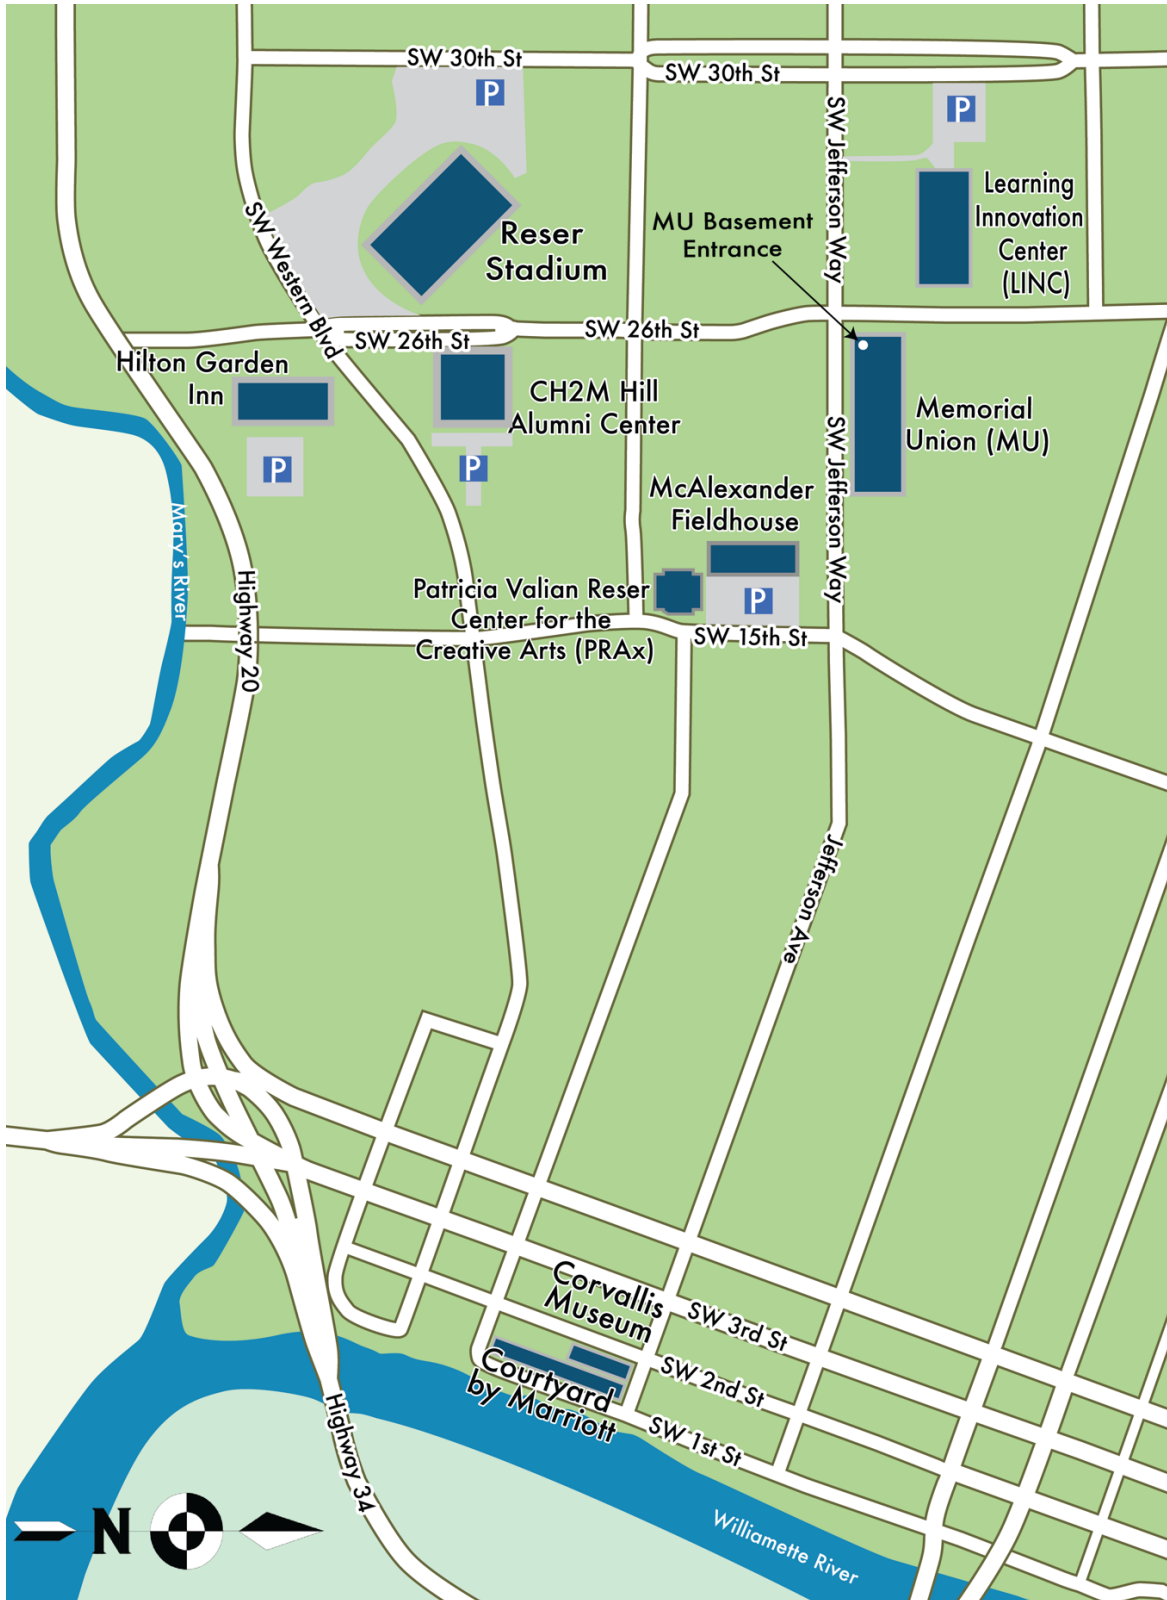 SW 30th St
P
SW 30th St
P
SW Jefferson Way
Learning
Innovation
Center
(LINC)
MU Basement
Entrance
Reser
Stadium
SW Western Blvd
SW 26th St
SW 26th St
Hilton Garden
Inn
P
CH2M Hill
Alumni Center
P
Memorial
Union (MU)
SW Jefferson Way
McAlexander
Fieldhouse
P
Mary's River
Highway 20
Patricia Valian Reser
Center for the
Creative Arts (PRAx)
SW 15th St
Jefferson Ave
Corvallis
Museum
SW 3rd St
Courtyard
by Marriott
SW 2nd St
SW 1st St
Highway 34
N
Williamette River